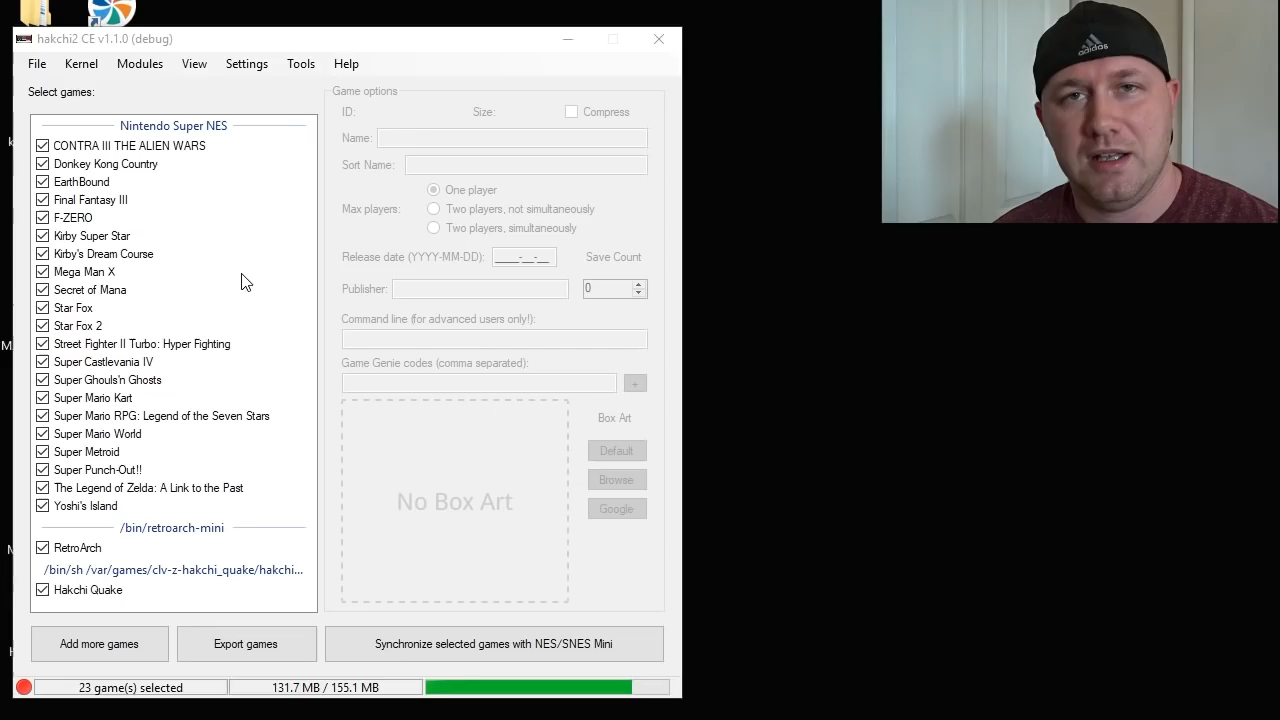 hakchi2 CE v1.1.0 (debug)
File Kernel Modules View Settings Tools Help
Select games:
Nintendo Super NES
CONTRA III THE ALIEN WARS
Donkey Kong Country
EarthBound
Final Fantasy III
F-ZERO
Kirby Super Star
Kirby's Dream Course
Mega Man X
Secret of Mana
Star Fox
Star Fox 2
Street Fighter II Turbo: Hyper Fighting
Super Castlevania IV
Super Ghouls'n Ghosts
Super Mario Kart
Super Mario RPG: Legend of the Seven Stars
Super Mario World
Super Metroid
Super Punch-Out!!
The Legend of Zelda: A Link to the Past
Yoshi's Island
/bin/retroarch-mini
RetroArch
/bin/sh /var/games/clv-z-hakchi_quake/hakchi...
Hakchi Quake
Game options
ID: Size: Compress
Name:
Sort Name:
Max players:
One player
Two players, not simultaneously
Two players, simultaneously
Release date (YYYY-MM-DD): ____-__-__ Save Count
Publisher: 0
Command line (for advanced users only!):
Game Genie codes (comma separated):
+
No Box Art
Box Art
Default
Browse
Google
Add more games Export games Synchronize selected games with NES/SNES Mini
23 game(s) selected 131.7 MB / 155.1 MB
adidas